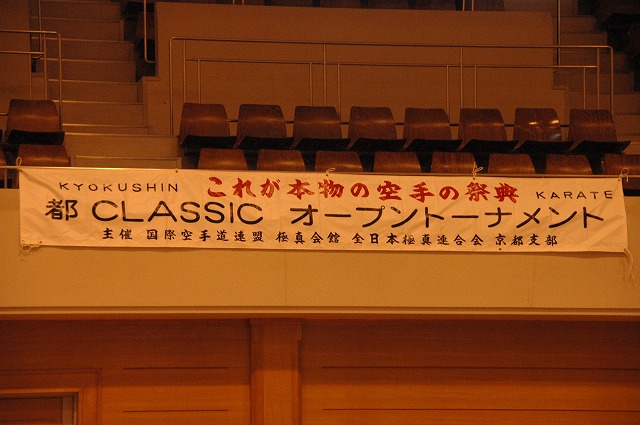 KYOKUSHIN これが本物の空手の祭典 KARATE
都 CLASSIC オープントーナメント
主催 国際空手道連盟 極真会館 全日本極真連合会 京都支部